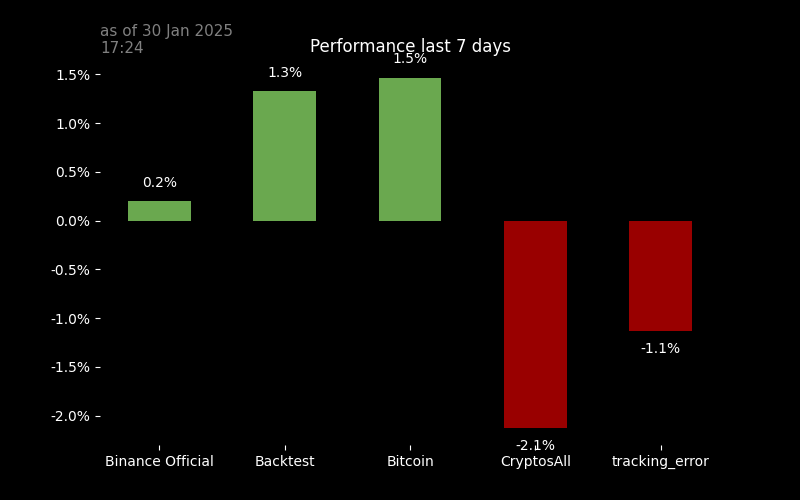 as of 30 Jan 2025
17:24
Performance last 7 days
1.5%
1.0%
0.5%
0.0%
-0.5%
-1.0%
-1.5%
-2.0%
0.2%
1.3%
1.5%
-2.1%
-1.1%
Binance Official
Backtest
Bitcoin
CryptosAll
tracking_error